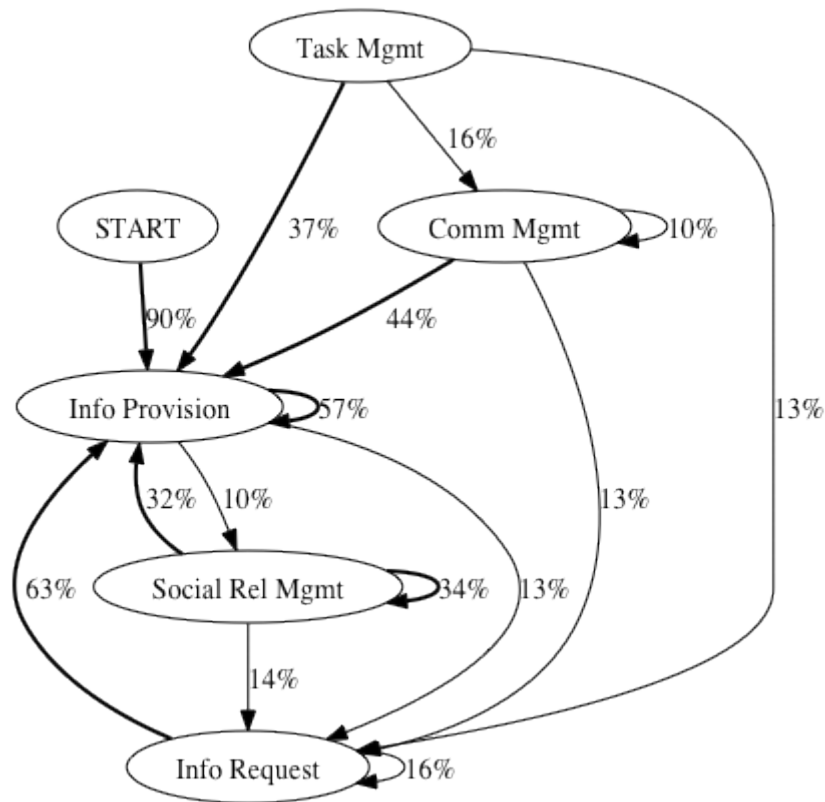 Task Mgmt
16%
START
37%
Comm Mgmt
10%
90%
44%
Info Provision
57%
13%
32%
10%
13%
63%
Social Rel Mgmt
34%
13%
14%
Info Request
16%